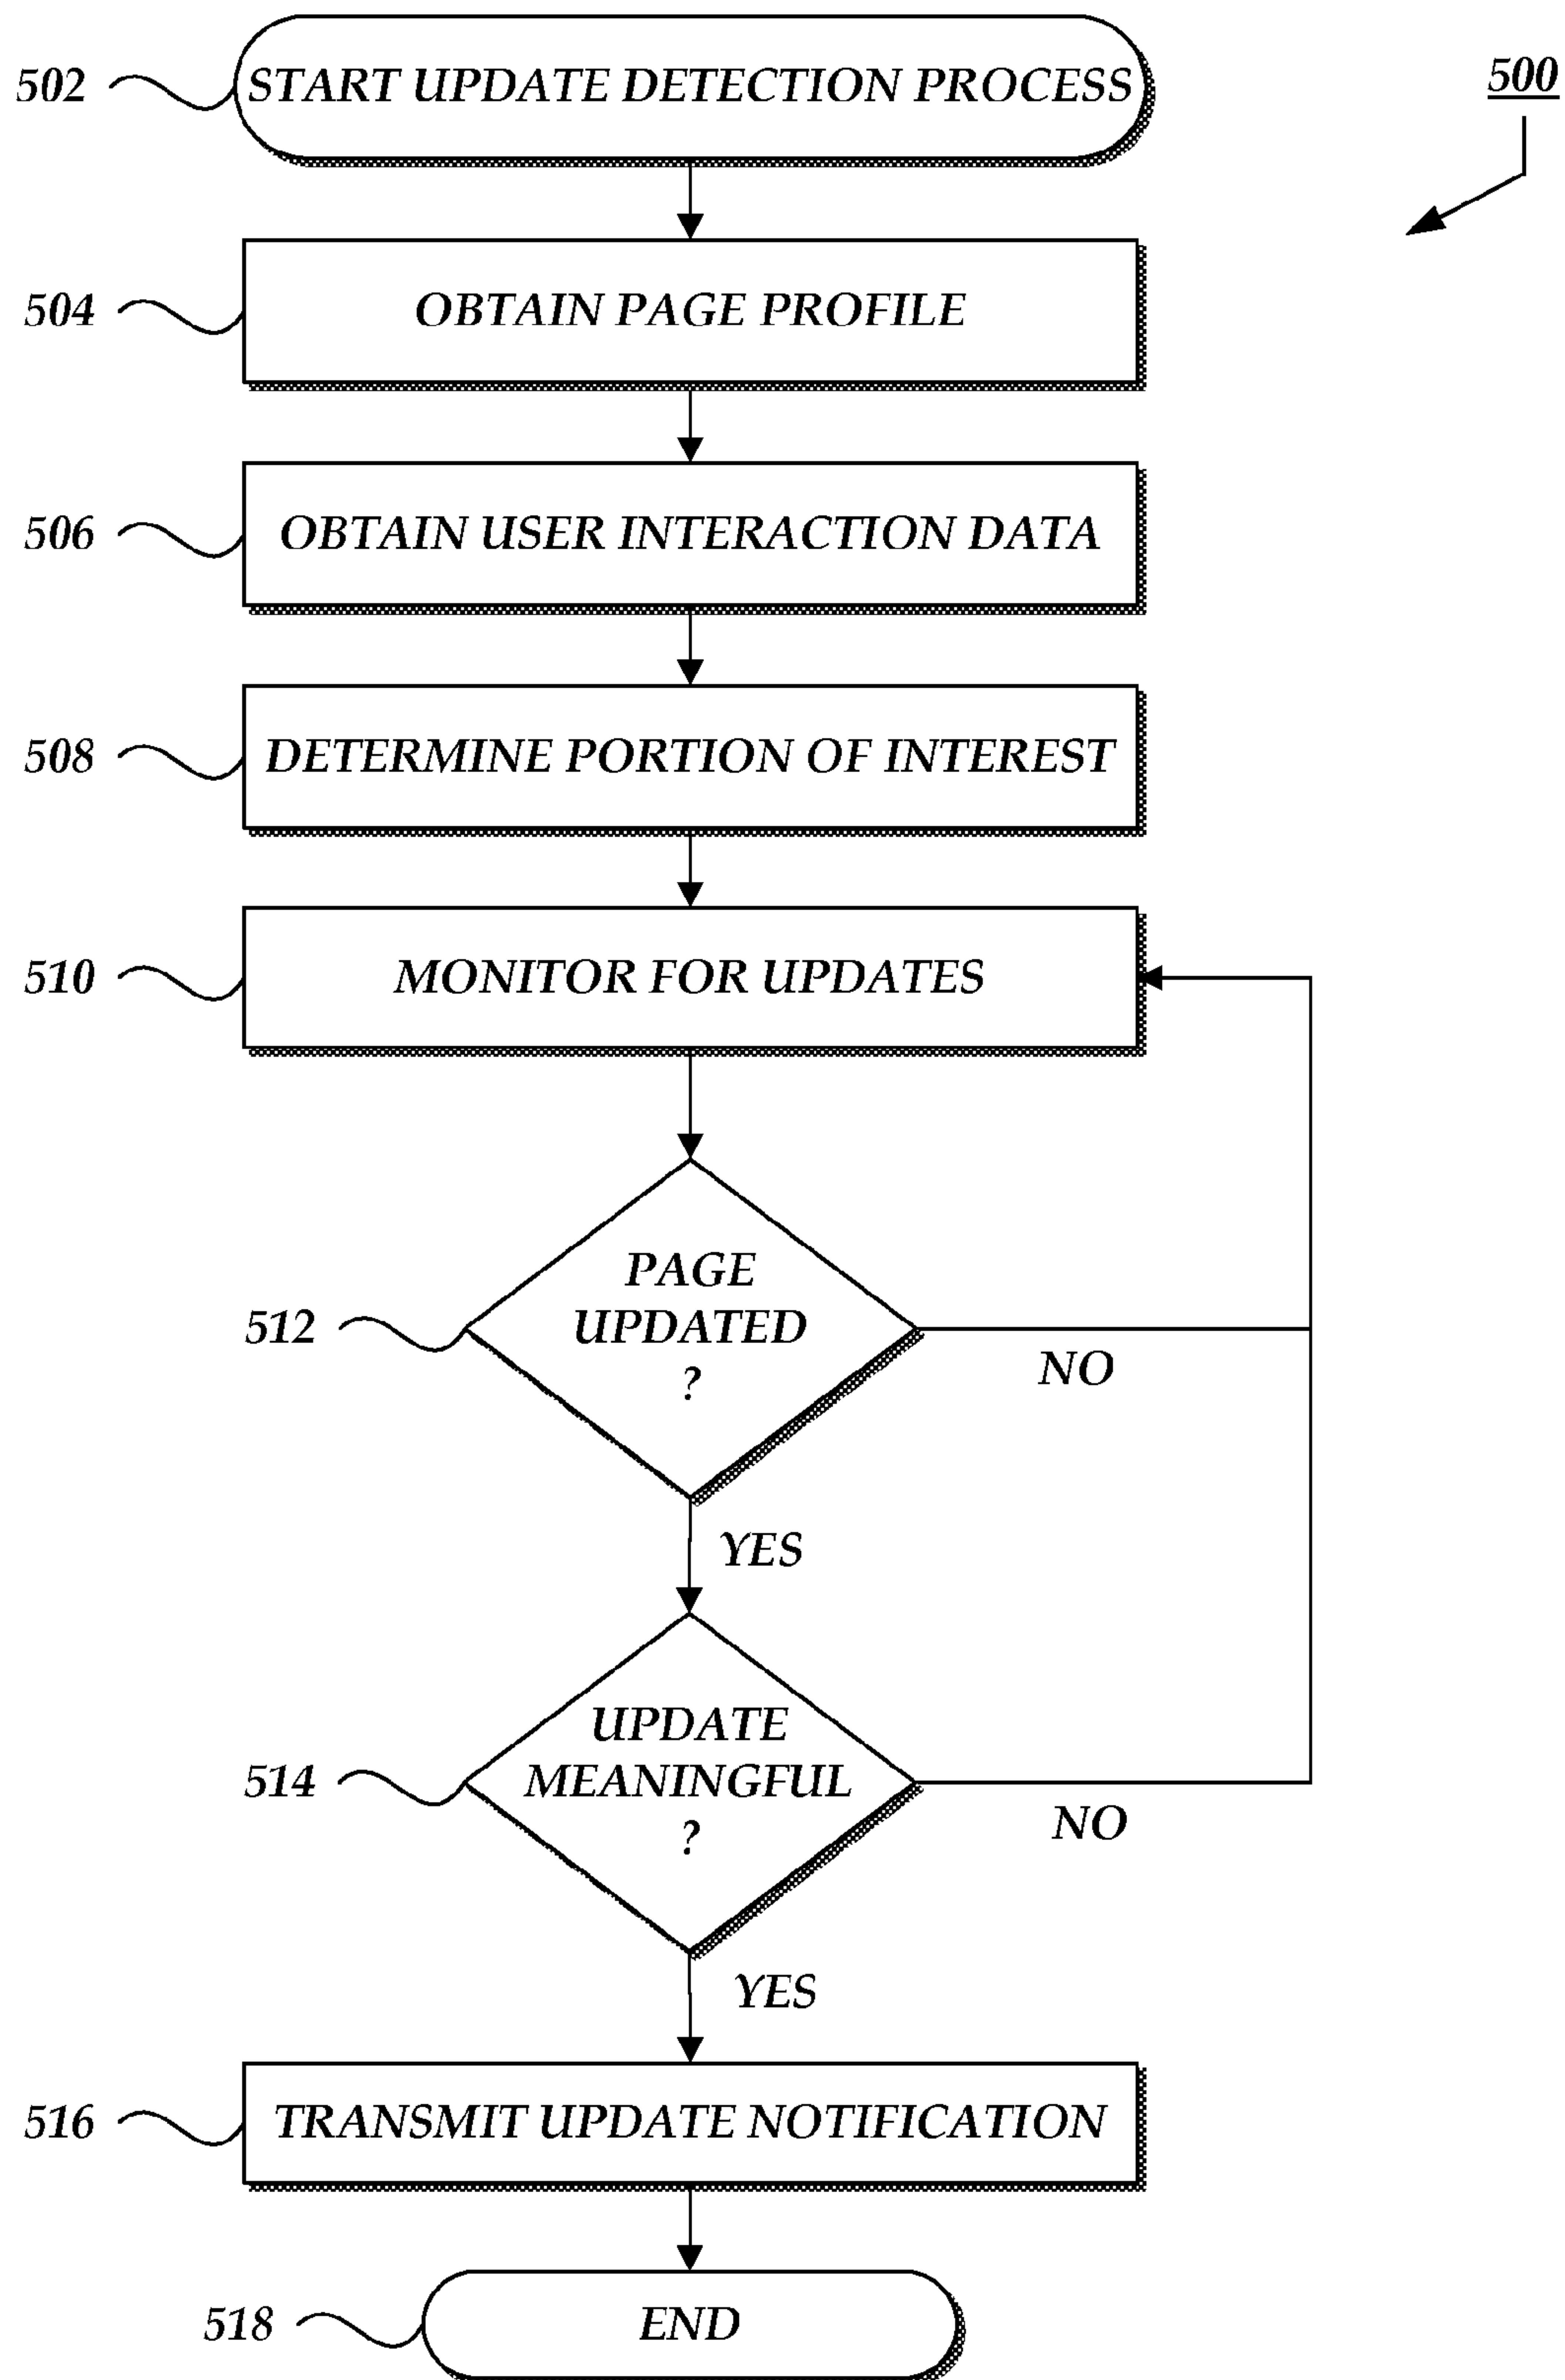 502
START UPDATE DETECTION PROCESS
500
504
OBTAIN PAGE PROFILE
506
OBTAIN USER INTERACTION DATA
508
DETERMINE PORTION OF INTEREST
510
MONITOR FOR UPDATES
512
PAGE
UPDATED
?
NO
YES
514
UPDATE
MEANINGFUL
?
NO
YES
516
TRANSMIT UPDATE NOTIFICATION
518
END